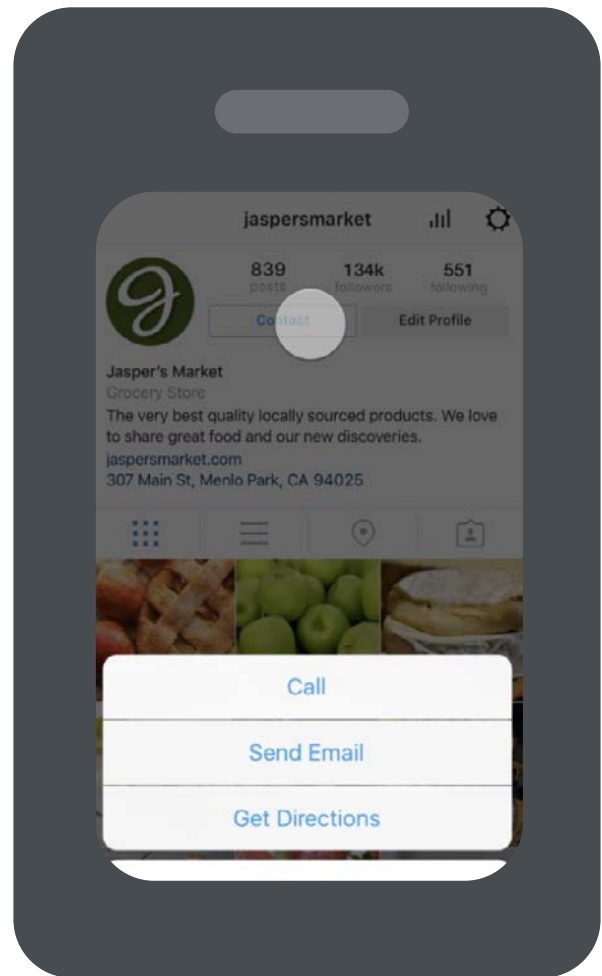 jaspersmarket
839 134k 551
posts followers following
Contact Edit Profile
Jasper's Market
Grocery Store
The very best quality locally sourced products. We love
to share great food and our new discoveries.
jaspersmarket.com
307 Main St, Menlo Park, CA 94025
Call
Send Email
Get Directions